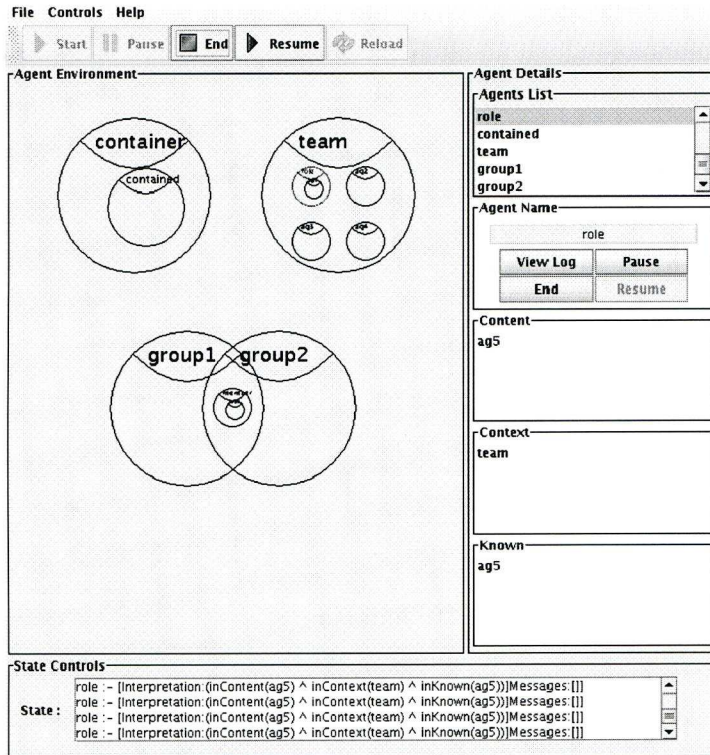 File Controls Help
Start Pause End Resume Reload
Agent Environment
container
contained
team
role
ag2
ag3
ag4
group1 group2
Agent Details
Agents List
role
contained
team
group1
group2
Agent Name
role
View Log Pause
End Resume
Content
ag5
Context
team
Known
ag5
State Controls
State :
role :- [Interpretation:(inContent(ag5) ^ inContext(team) ^ inKnown(ag5))]Messages:[]]
role :- [Interpretation:(inContent(ag5) ^ inContext(team) ^ inKnown(ag5))]Messages:[]]
role :- [Interpretation:(inContent(ag5) ^ inContext(team) ^ inKnown(ag5))]Messages:[]]
role :- [Interpretation:(inContent(ag5) ^ inContext(team) ^ inKnown(ag5))]Messages:[]]